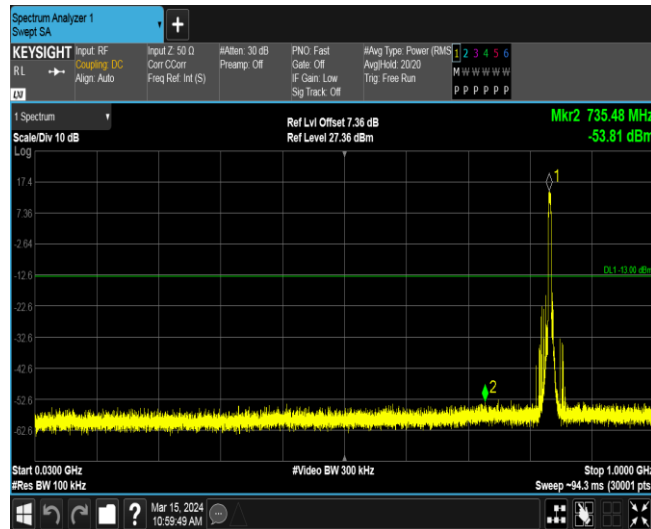 Spectrum Analyzer 1
Swept SA
+
KEYSIGHT
RL
LXI
Input: RF
Coupling: DC
Align: Auto
Input Z: 50 Ω
Corr CCorr
Freq Ref: Int (S)
#Atten: 30 dB
Preamp: Off
PNO: Fast
Gate: Off
IF Gain: Low
Sig Track: Off
#Avg Type: Power (RMS
Avg|Hold: 20/20
Trig: Free Run
1 2 3 4 5 6
M W W W W W
P P P P P P
1 Spectrum
Scale/Div 10 dB
Log
Ref Lvl Offset 7.36 dB
Ref Level 27.36 dBm
Mkr2 735.48 MHz
-53.81 dBm
1
17.4
7.36
-2.64
-12.6
DL1 -13.00 dBm
-22.6
-32.6
-42.6
2
-52.6
-62.6
Start 0.0300 GHz
#Res BW 100 kHz
#Video BW 300 kHz
Stop 1.0000 GHz
Sweep ~94.3 ms (30001 pts)
?
Mar 15, 2024
10:59:49 AM